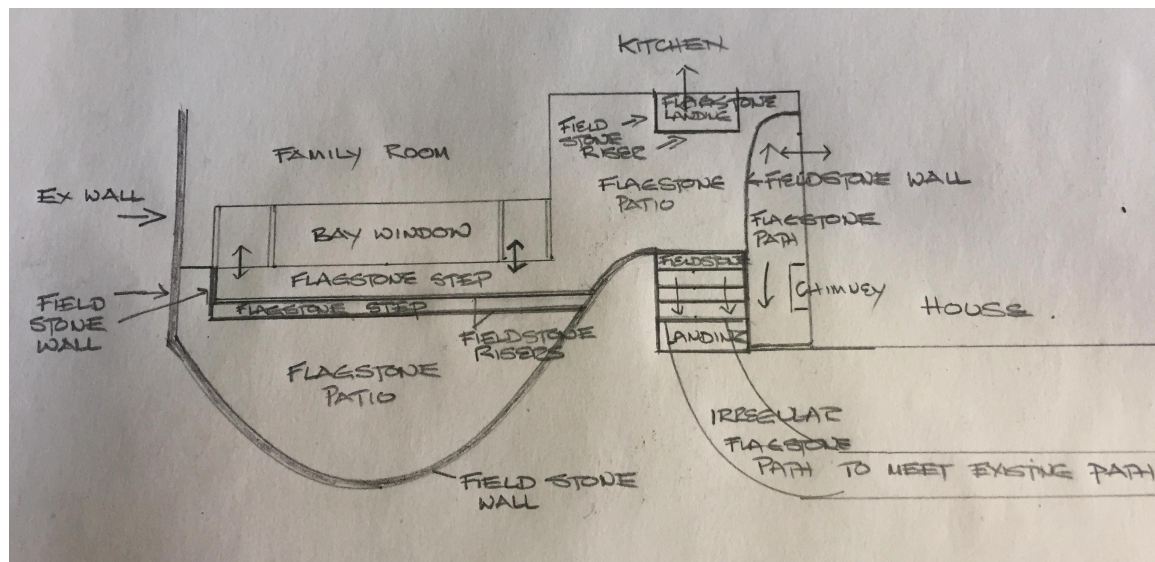 KITCHEN
FLAGSTONE
LANDING
FIELD
STONE
RISER
FAMILY ROOM
FLAGSTONE
PATIO
FIELDSTONE WALL
EX WALL
FLAGSTONE
PATH
BAY WINDOW
FLAGSTONE STEP
FIELDSTONE
FLAGSTONE STEP
CHIMNEY
HOUSE
FIELD
STONE
WALL
FIELDSTONE
RISERS
LANDING
FLAGSTONE
PATIO
IRREGULAR
FLAGSTONE
PATH TO MEET EXISTING PATH
FIELD STONE
WALL